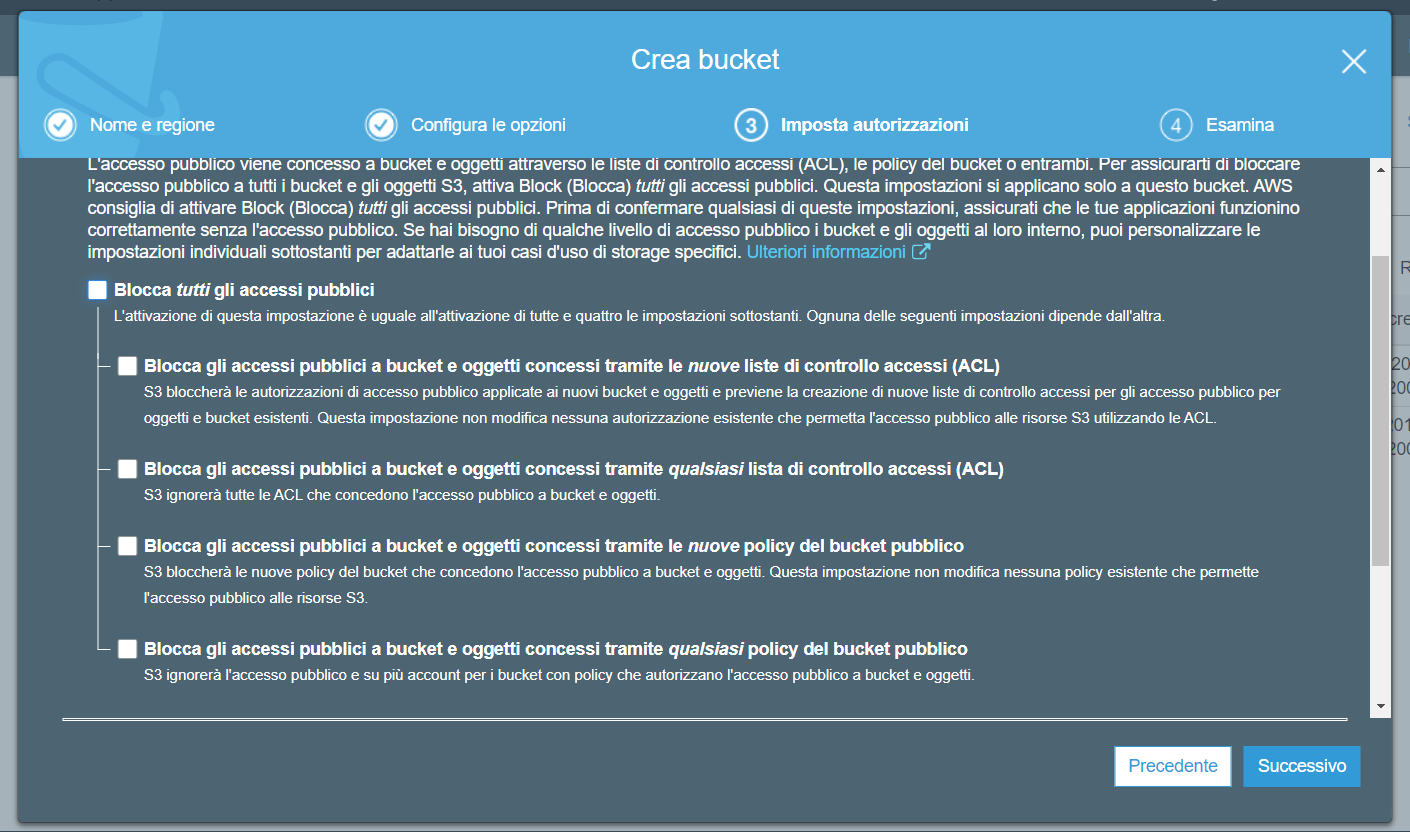 Crea bucket
Nome e regione
Configura le opzioni
3 Imposta autorizzazioni
4 Esamina
L'accesso pubblico viene concesso a bucket e oggetti attraverso le liste di controllo accessi (ACL), le policy del bucket o entrambi. Per assicurarti di bloccare
l'accesso pubblico a tutti i bucket e gli oggetti S3, attiva Block (Blocca) tutti gli accessi pubblici. Questa impostazioni si applicano solo a questo bucket. AWS
consiglia di attivare Block (Blocca) tutti gli accessi pubblici. Prima di confermare qualsiasi di queste impostazioni, assicurati che le tue applicazioni funzionino
correttamente senza l'accesso pubblico. Se hai bisogno di qualche livello di accesso pubblico i bucket e gli oggetti al loro interno, puoi personalizzare le
impostazioni individuali sottostanti per adattarle ai tuoi casi d'uso di storage specifici. Ulteriori informazioni
Blocca tutti gli accessi pubblici
L'attivazione di questa impostazione è uguale all'attivazione di tutte e quattro le impostazioni sottostanti. Ognuna delle seguenti impostazioni dipende dall'altra.
Blocca gli accessi pubblici a bucket e oggetti concessi tramite le nuove liste di controllo accessi (ACL)
S3 bloccherà le autorizzazioni di accesso pubblico applicate ai nuovi bucket e oggetti e previene la creazione di nuove liste di controllo accessi per gli accesso pubblico per
oggetti e bucket esistenti. Questa impostazione non modifica nessuna autorizzazione esistente che permetta l'accesso pubblico alle risorse S3 utilizzando le ACL.
Blocca gli accessi pubblici a bucket e oggetti concessi tramite qualsiasi lista di controllo accessi (ACL)
S3 ignorerà tutte le ACL che concedono l'accesso pubblico a bucket e oggetti.
Blocca gli accessi pubblici a bucket e oggetti concessi tramite le nuove policy del bucket pubblico
S3 bloccherà le nuove policy del bucket che concedono l'accesso pubblico a bucket e oggetti. Questa impostazione non modifica nessuna policy esistente che permette
l'accesso pubblico alle risorse S3.
Blocca gli accessi pubblici a bucket e oggetti concessi tramite qualsiasi policy del bucket pubblico
S3 ignorerà l'accesso pubblico e su più account per i bucket con policy che autorizzano l'accesso pubblico a bucket e oggetti.
Precedente
Successivo